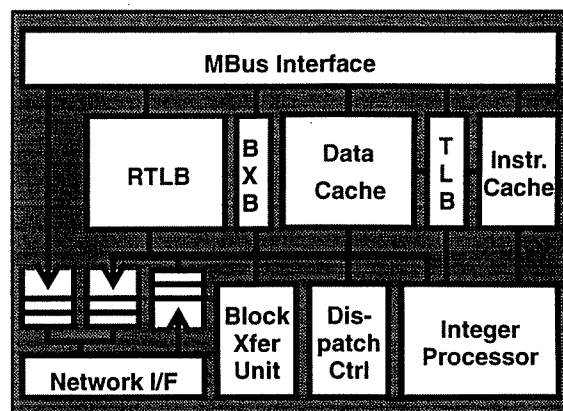 MBus Interface
RTLB
B
X
B
Data
Cache
T
L
B
Instr.
Cache
Block
Xfer
Unit
Dis-
patch
Ctrl
Integer
Processor
Network I/F